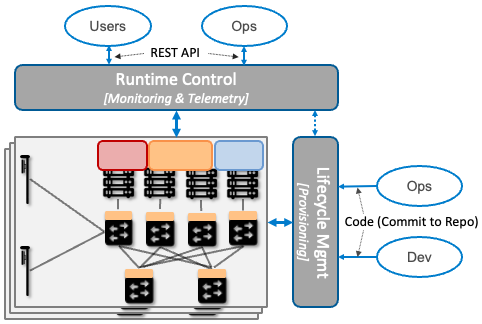 Users
Ops
REST API
Runtime Control
[Monitoring & Telemetry]
Lifecycle Mgmt
[Provisioning]
Ops
Code (Commit to Repo)
Dev